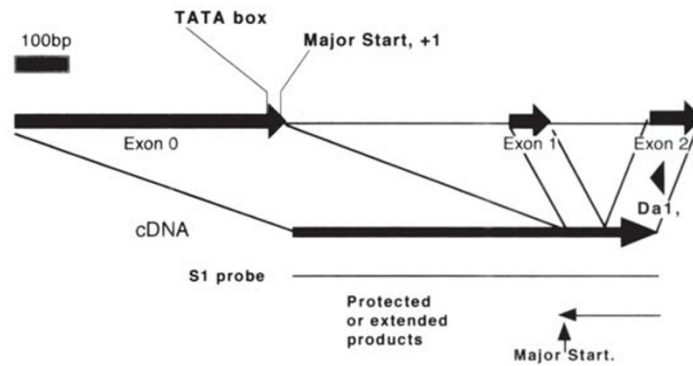 TATA box
100bp
Major Start, +1
Exon 0
Exon 1
Exon 2
Da1,
cDNA
S1 probe
Protected
or extended
products
Major Start.